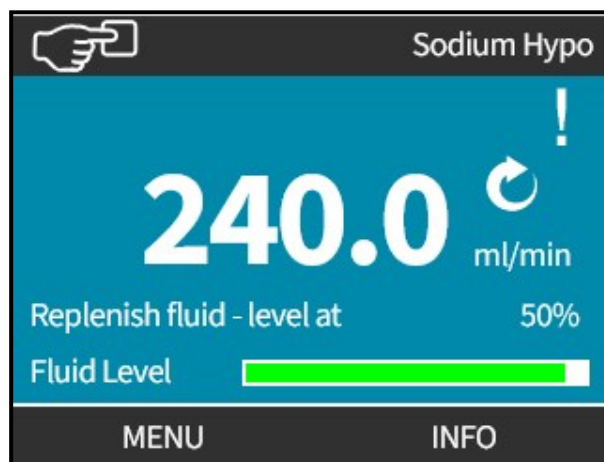 Sodium Hypo
!
240.0
ml/min
Replenish fluid - level at 50%
Fluid Level
MENU INFO